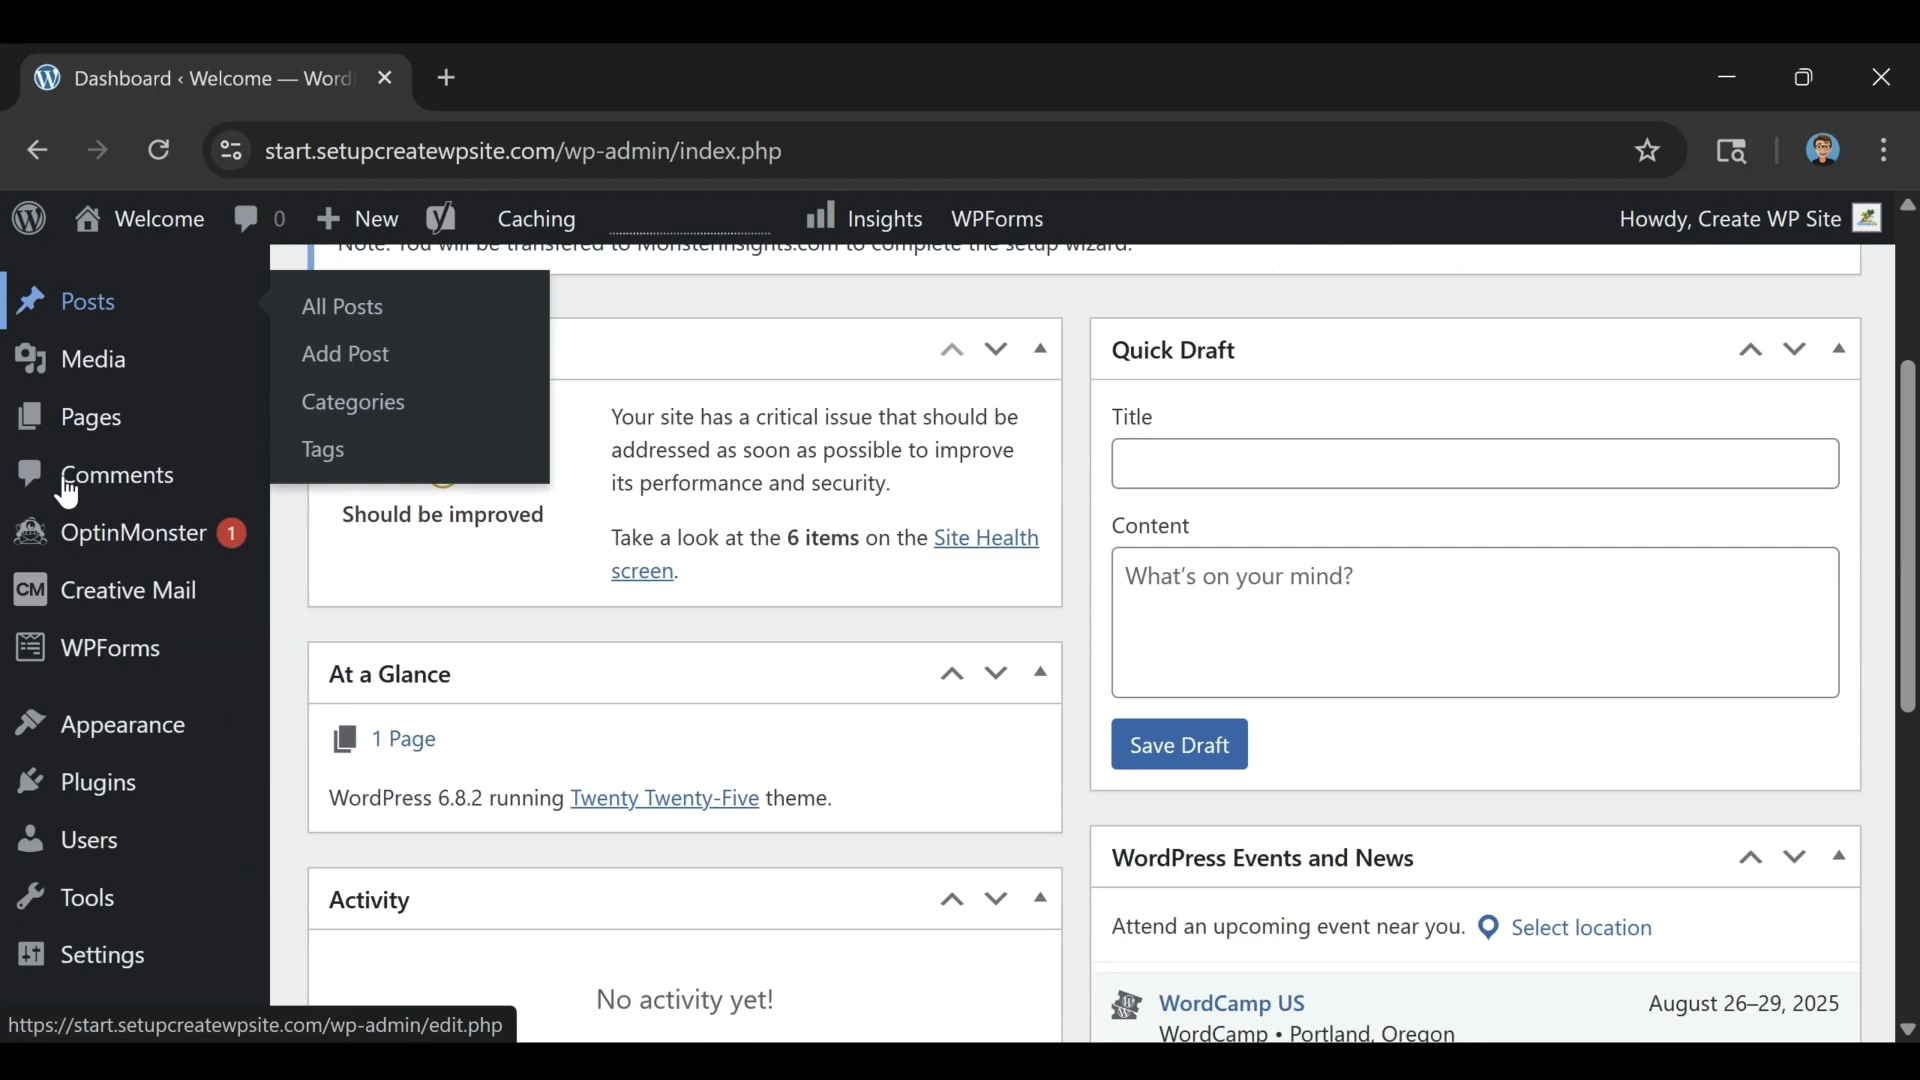 Dashboard ‹ Welcome — Word
start.setupcreatewpsite.com/wp-admin/index.php
Welcome 0 New Caching Insights WPForms Howdy, Create WP Site
Note: You will be transfered to MonsterInsights.com to complete the setup wizard.
Posts
Media
Pages
Comments
OptinMonster 1
CM Creative Mail
WPForms
Appearance
Plugins
Users
Tools
Settings
All Posts
Add Post
Categories
Tags
Should be improved
Your site has a critical issue that should be
addressed as soon as possible to improve
its performance and security.
Take a look at the 6 items on the Site Health
screen.
At a Glance
1 Page
WordPress 6.8.2 running Twenty Twenty-Five theme.
Activity
No activity yet!
Quick Draft
Title
Content
What's on your mind?
Save Draft
WordPress Events and News
Attend an upcoming event near you. Select location
WordCamp US August 26–29, 2025
WordCamp • Portland, Oregon
https://start.setupcreatewpsite.com/wp-admin/edit.php